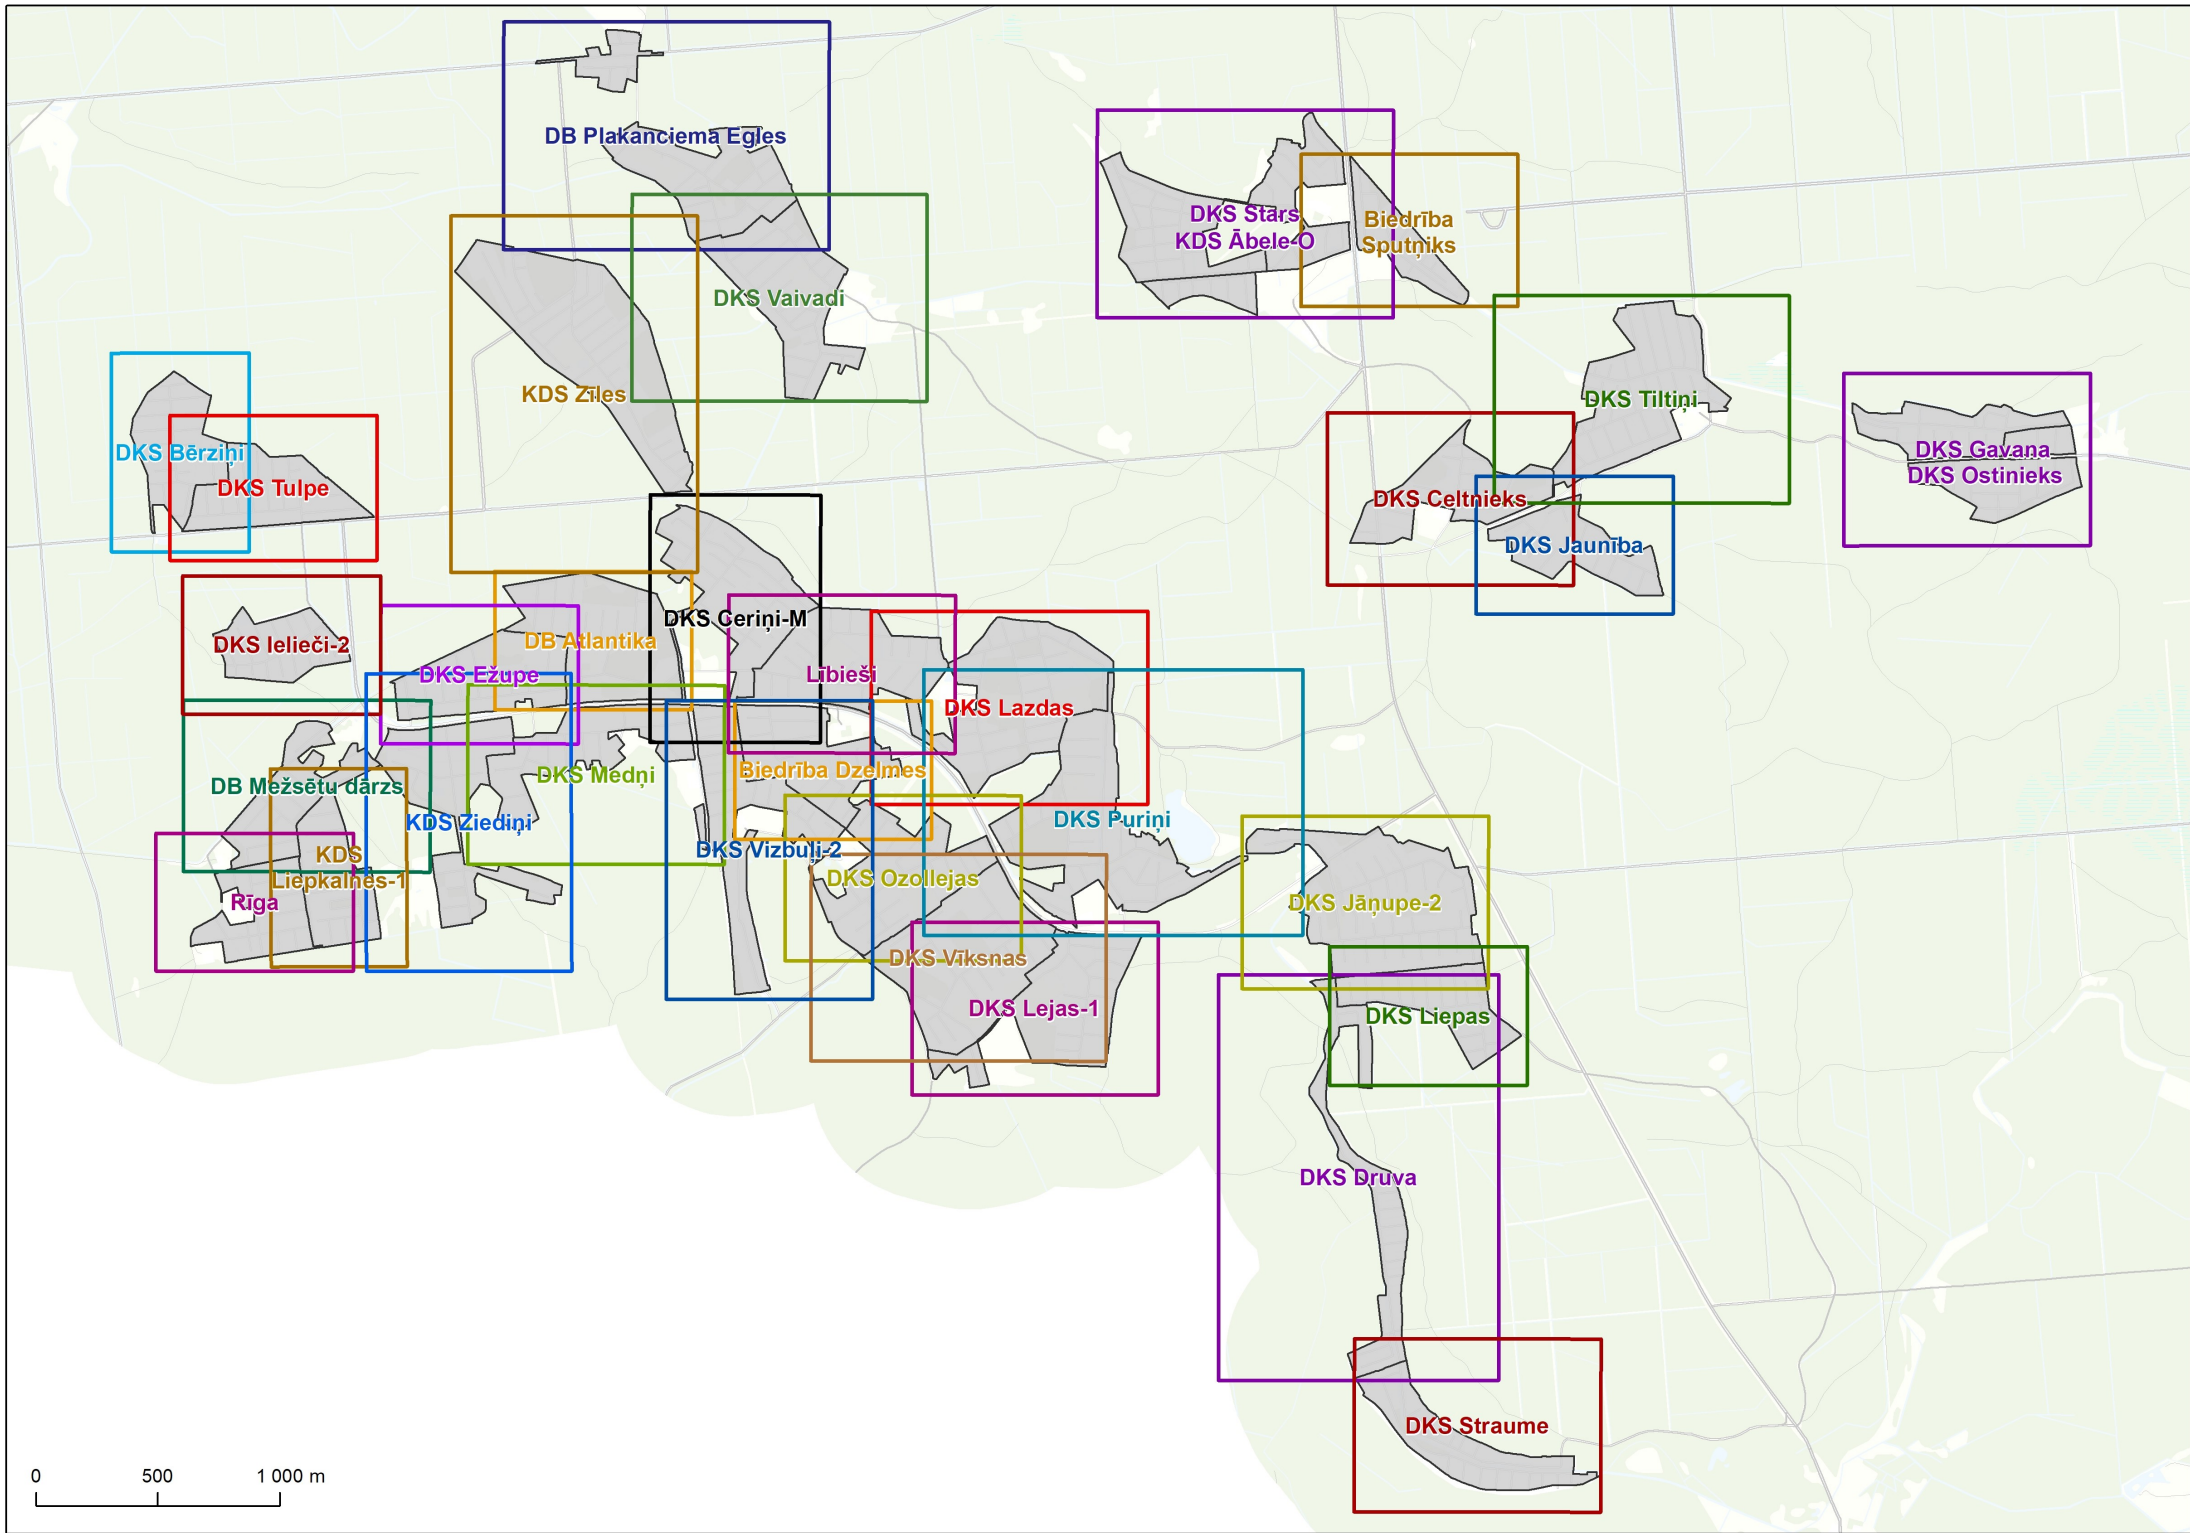 DB Plakanciema Egles
DKS Stars
KDS Ābele-O
Biedrība
Sputņiks
DKS Vaivadi
KDS Zīles
DKS Tiltiņi
DKS Bērziņi
DKS Tulpe
DKS Gavana
DKS Ostinieks
DKS Celtnieks
DKS Jaunība
DKS Ceriņi-M
DKS Ielieči-2
DB Atlantika
DKS Ežupe
Lībieši
DKS Lazdas
DB Mežsētu dārzs
DKS Medņi
Biedrība Dzelmes
KDS Ziediņi
DKS Puriņi
DKS Vizbuļi-2
KDS
Liepkalnes-1
DKS Ozollejas
Rīga
DKS Jāņupe-2
DKS Vīksnas
DKS Lejas-1
DKS Liepas
DKS Druva
DKS Straume
0 500 1 000 m